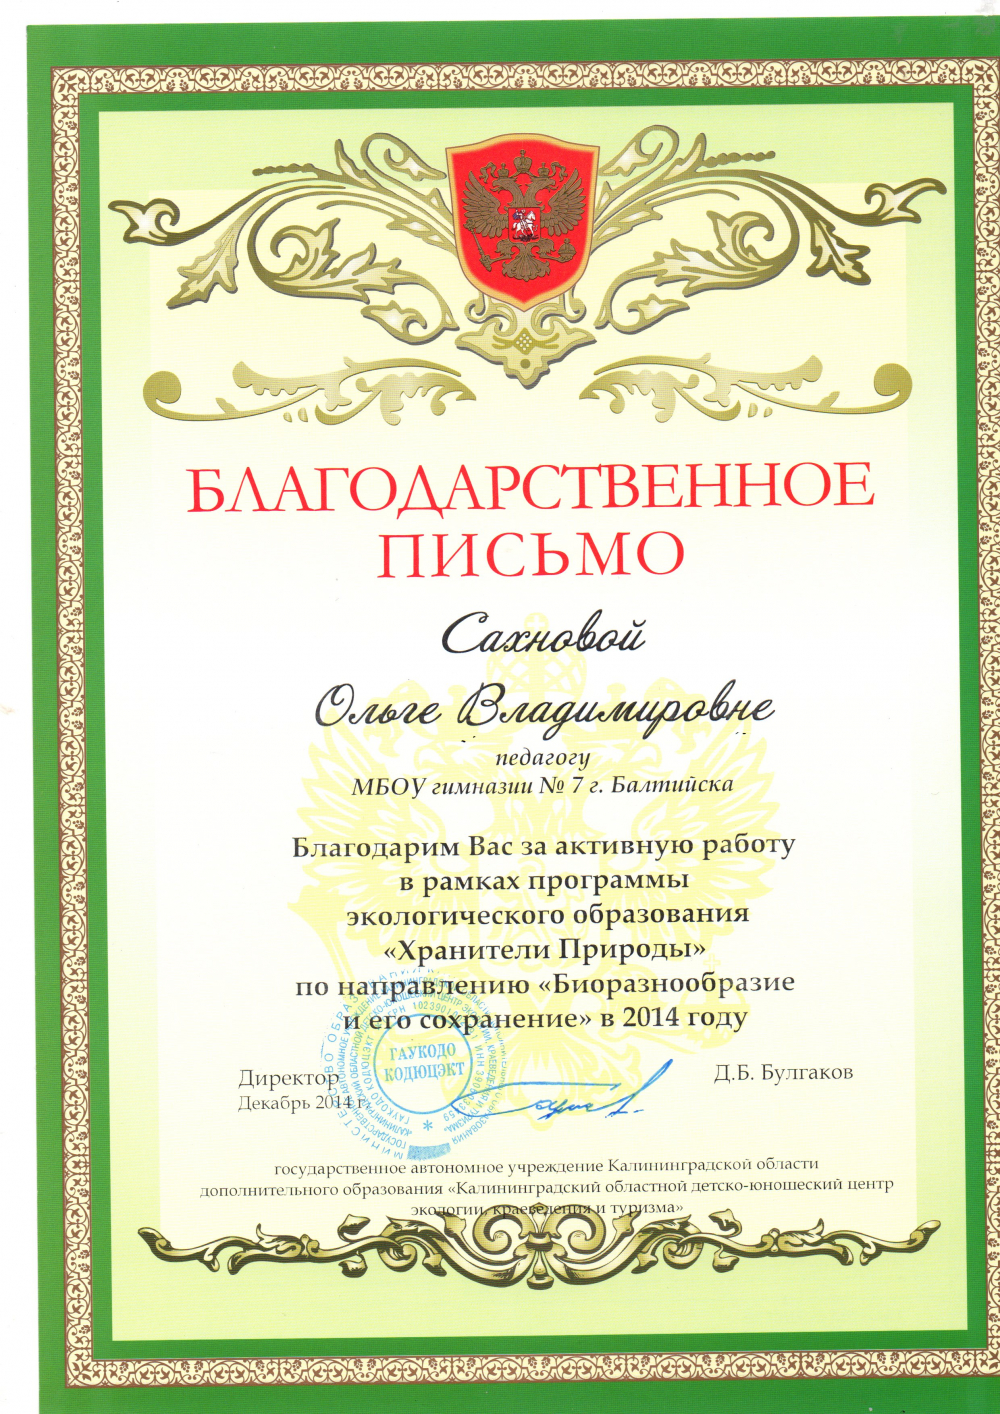 БЛАГОДАРСТВЕННОЕ
ПИСЬМО
Сахновой
Ольге Владимировне
педагогу
МБОУ гимназии № 7 г. Балтийска
Благодарим Вас за активную работу
в рамках программы
экологического образования
«Хранители Природы»
по направлению «Биоразнообразие
и его сохранение» в 2014 году
ГАУКОДО
КОДЮЦЭКТ
Директор
Д.Б. Булгаков
Декабрь 2014 г.
государственное автономное учреждение Калининградской области
дополнительного образования «Калининградский областной детско-юношеский центр
экологии, краеведения и туризма»